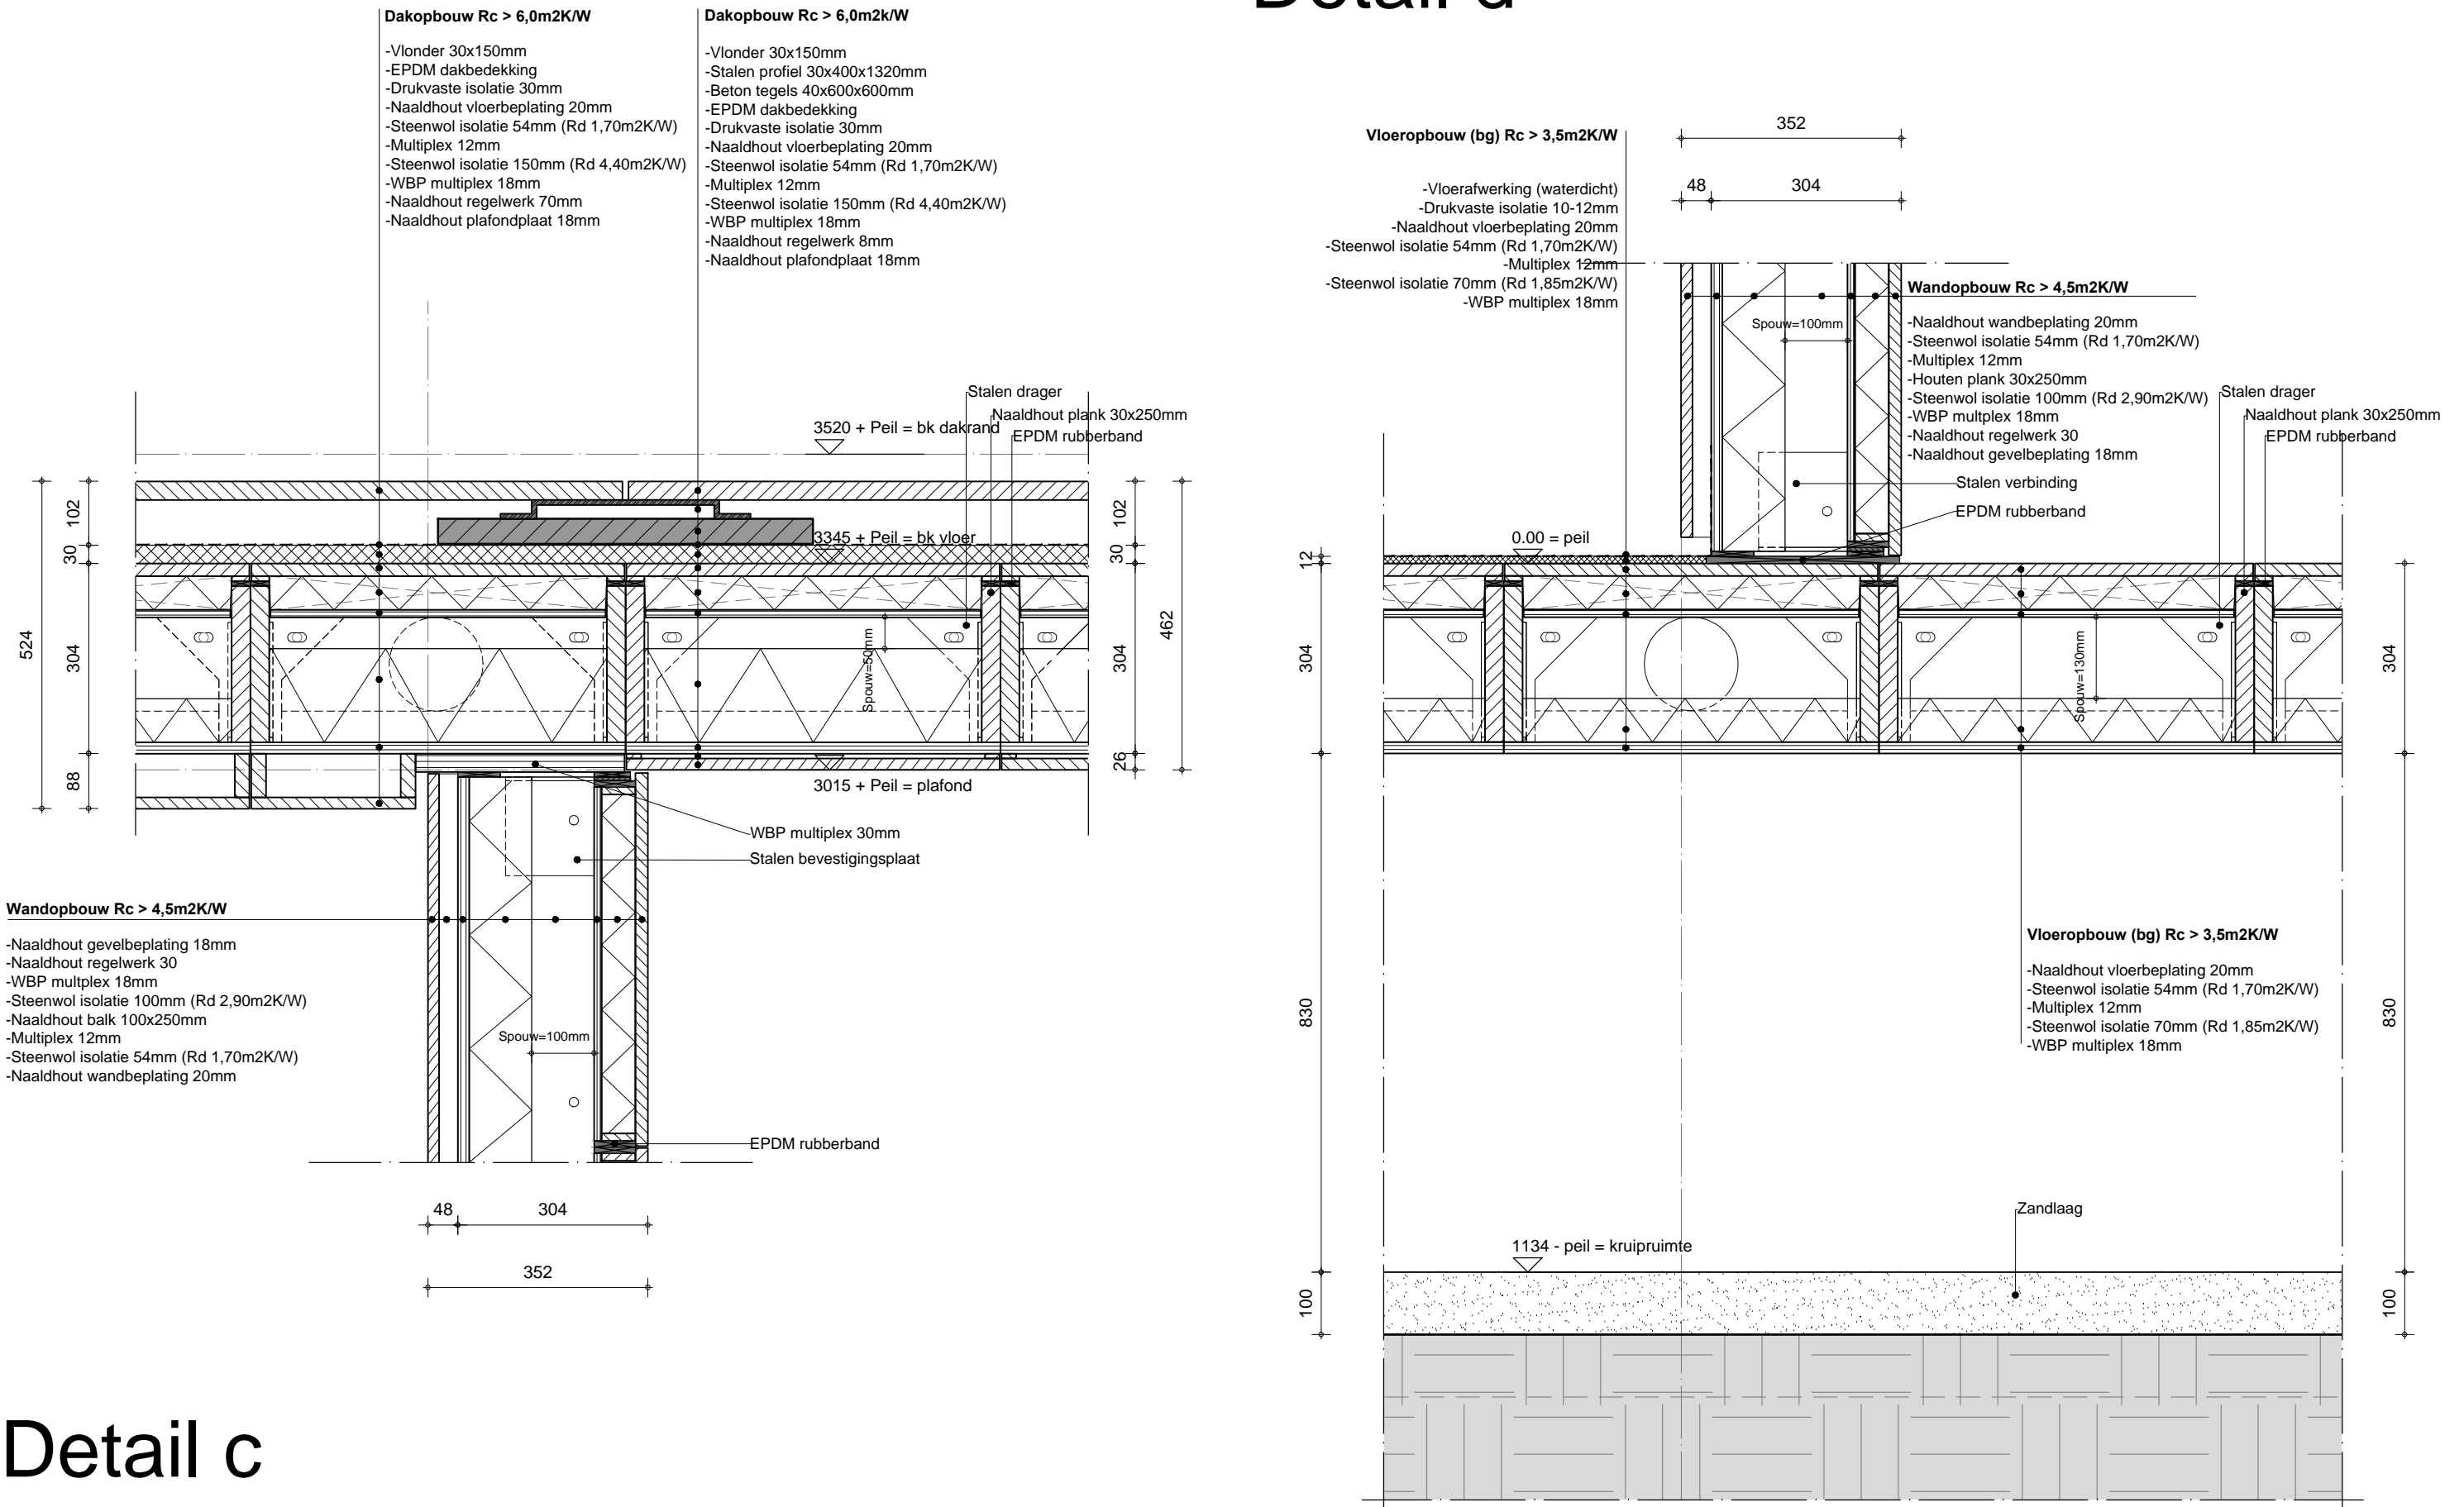 Detail d
Dakopbouw Rc > 6,0m2K/W
-Vlonder 30x150mm
-EPDM dakbedekking
-Drukvaste isolatie 30mm
-Naaldhout vloerbeplating 20mm
-Steenwol isolatie 54mm (Rd 1,70m2K/W)
-Multiplex 12mm
-Steenwol isolatie 150mm (Rd 4,40m2K/W)
-WBP multiplex 18mm
-Naaldhout regelwerk 70mm
-Naaldhout plafondplaat 18mm
Dakopbouw Rc > 6,0m2k/W
-Vlonder 30x150mm
-Stalen profiel 30x400x1320mm
-Beton tegels 40x600x600mm
-EPDM dakbedekking
-Drukvaste isolatie 30mm
-Naaldhout vloerbeplating 20mm
-Steenwol isolatie 54mm (Rd 1,70m2K/W)
-Multiplex 12mm
-Steenwol isolatie 150mm (Rd 4,40m2K/W)
-WBP multiplex 18mm
-Naaldhout regelwerk 8mm
-Naaldhout plafondplaat 18mm
Stalen drager
Naaldhout plank 30x250mm
EPDM rubberband
3520 + Peil = bk dakrand
3345 + Peil = bk vloer
3015 + Peil = plafond
524
102
30
304
88
102
30
304
26
462
Spouw=50mm
WBP multiplex 30mm
Stalen bevestigingsplaat
Wandopbouw Rc > 4,5m2K/W
-Naaldhout gevelbeplating 18mm
-Naaldhout regelwerk 30
-WBP multplex 18mm
-Steenwol isolatie 100mm (Rd 2,90m2K/W)
-Naaldhout balk 100x250mm
-Multiplex 12mm
-Steenwol isolatie 54mm (Rd 1,70m2K/W)
-Naaldhout wandbeplating 20mm
Spouw=100mm
EPDM rubberband
48
304
352
Detail c
Vloeropbouw (bg) Rc > 3,5m2K/W
-Vloerafwerking (waterdicht)
-Drukvaste isolatie 10-12mm
-Naaldhout vloerbeplating 20mm
-Steenwol isolatie 54mm (Rd 1,70m2K/W)
-Multiplex 12mm
-Steenwol isolatie 70mm (Rd 1,85m2K/W)
-WBP multiplex 18mm
352
48
304
Spouw=100mm
Wandopbouw Rc > 4,5m2K/W
-Naaldhout wandbeplating 20mm
-Steenwol isolatie 54mm (Rd 1,70m2K/W)
-Multiplex 12mm
-Houten plank 30x250mm
-Steenwol isolatie 100mm (Rd 2,90m2K/W)
-WBP multplex 18mm
-Naaldhout regelwerk 30
-Naaldhout gevelbeplating 18mm
Stalen drager
Naaldhout plank 30x250mm
EPDM rubberband
Stalen verbinding
EPDM rubberband
0.00 = peil
12
304
830
100
Spouw=130mm
304
830
100
Vloeropbouw (bg) Rc > 3,5m2K/W
-Naaldhout vloerbeplating 20mm
-Steenwol isolatie 54mm (Rd 1,70m2K/W)
-Multiplex 12mm
-Steenwol isolatie 70mm (Rd 1,85m2K/W)
-WBP multiplex 18mm
Zandlaag
1134 - peil = kruipruimte